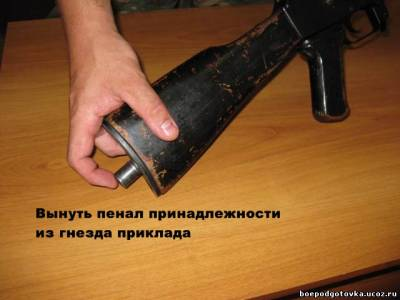 Вынуть пенал принадлежности
из гнезда приклада
boepodgotovka.ucoz.ru